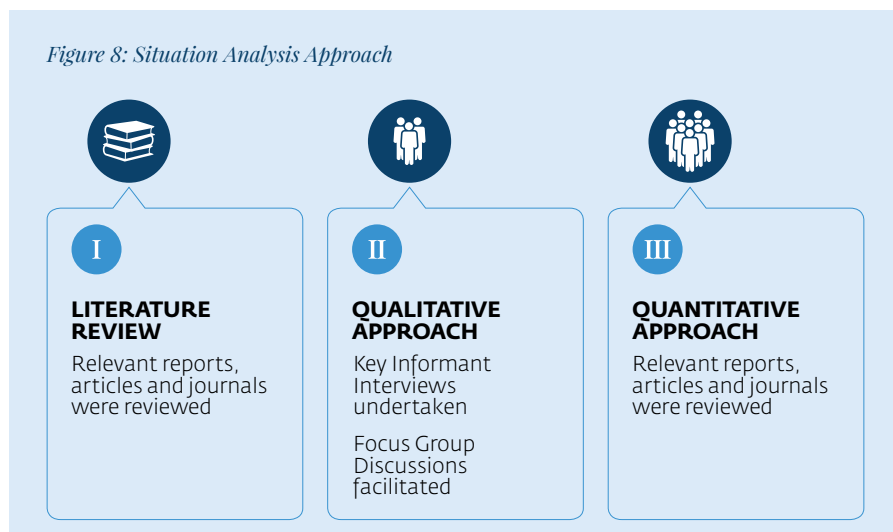 Figure 8: Situation Analysis Approach
I
LITERATURE
REVIEW
Relevant reports,
articles and journals
were reviewed
II
QUALITATIVE
APPROACH
Key Informant
Interviews
undertaken
Focus Group
Discussions
facilitated
III
QUANTITATIVE
APPROACH
Relevant reports,
articles and journals
were reviewed